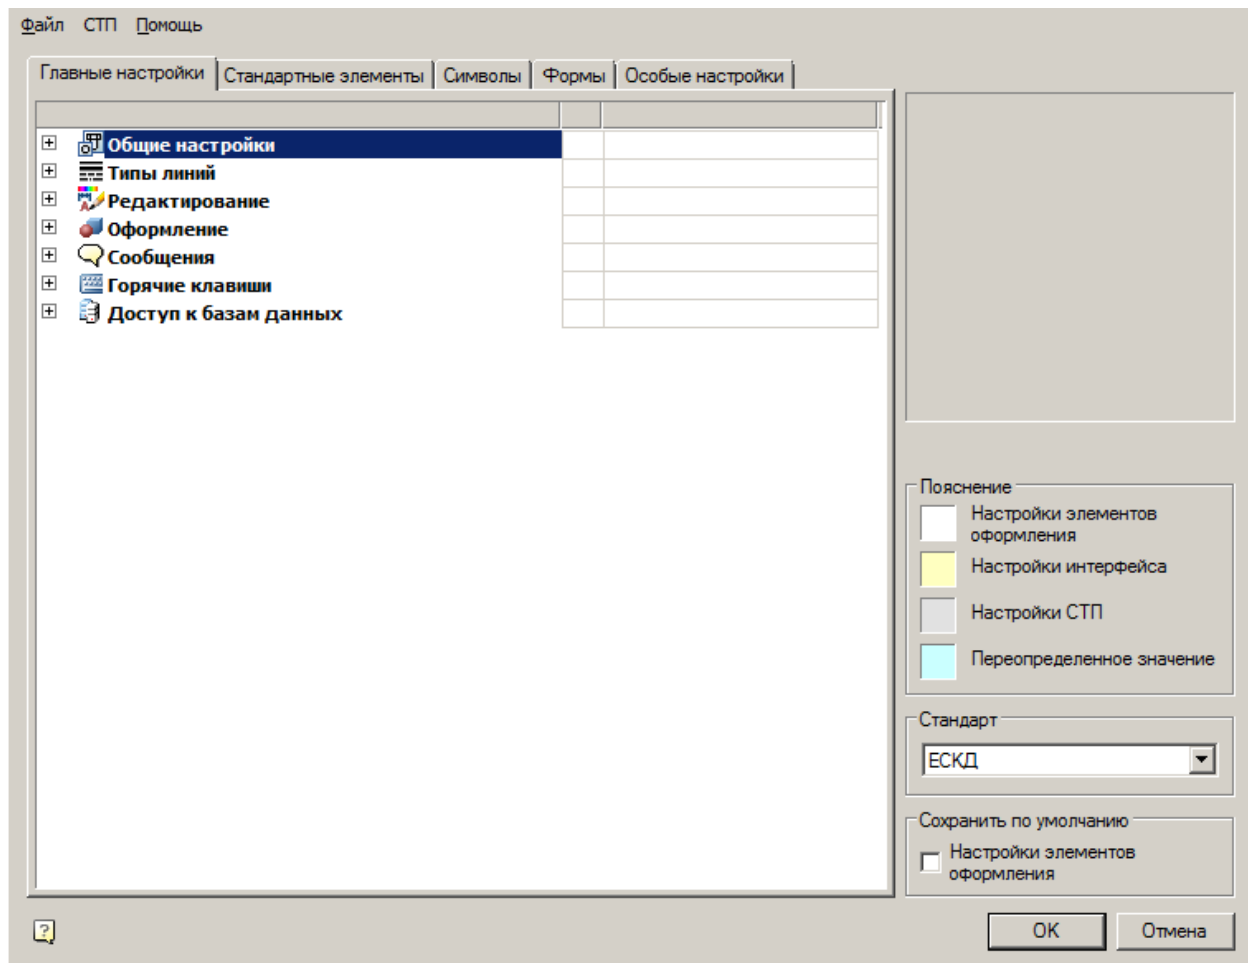 Файл СТП Помощь
Главные настройки Стандартные элементы Символы Формы Особые настройки
Общие настройки
Типы линий
Редактирование
Оформление
Сообщения
Горячие клавиши
Доступ к базам данных
Пояснение
Настройки элементов
оформления
Настройки интерфейса
Настройки СТП
Переопределенное значение
Стандарт
ЕСКД
Сохранить по умолчанию
Настройки элементов
оформления
?
OK Отмена